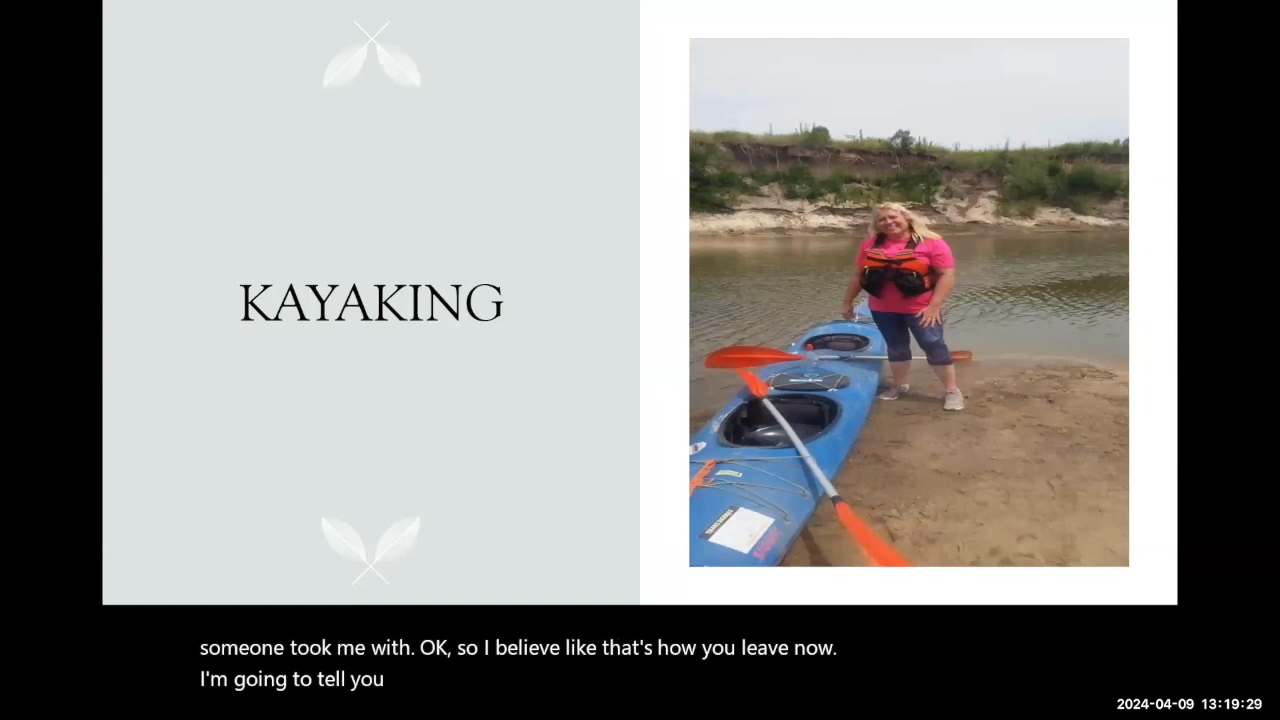 KAYAKING
someone took me with. OK, so I believe like that's how you leave now.
I'm going to tell you
2024-04-09 13:19:29